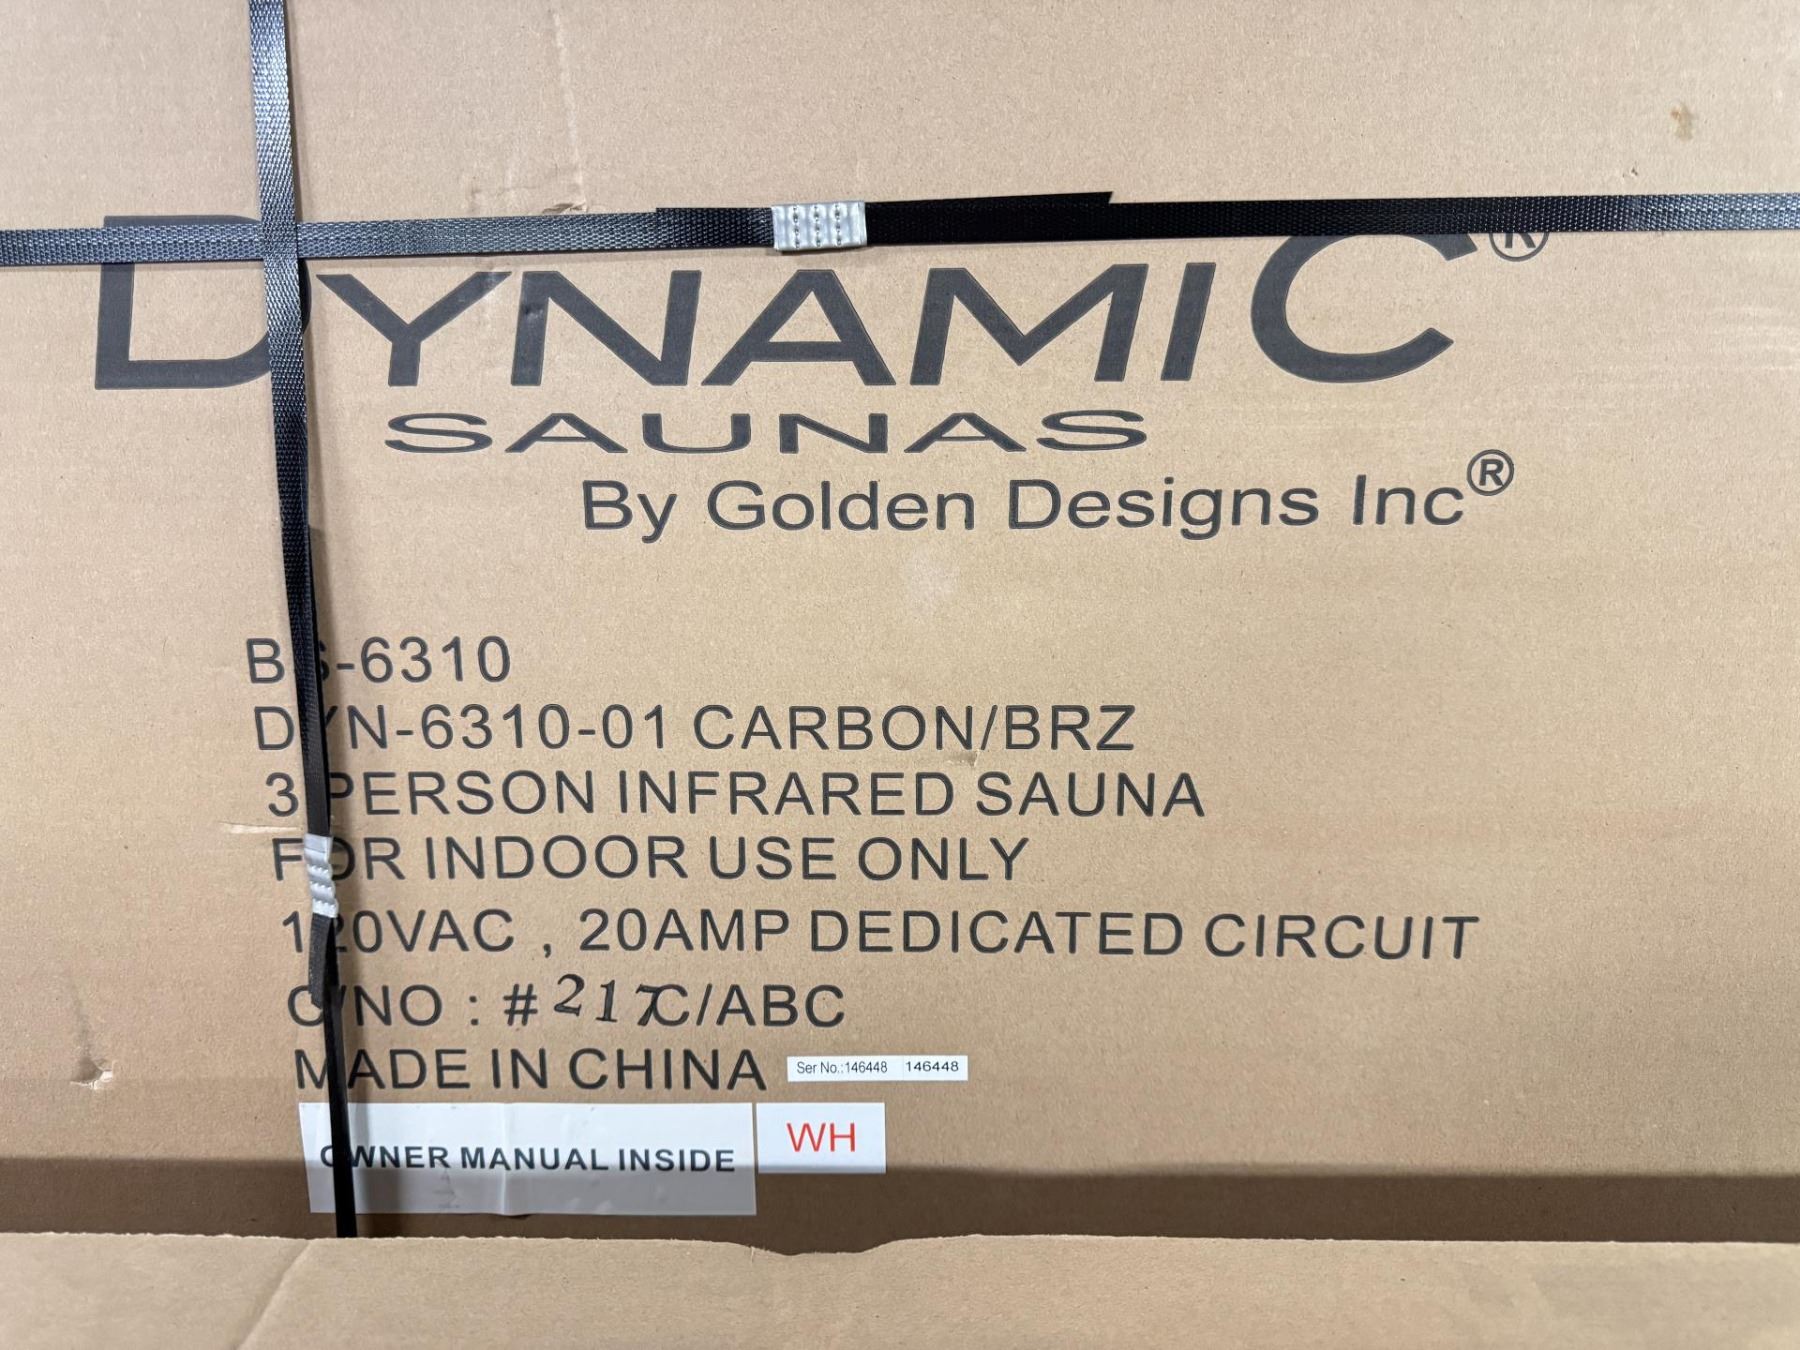 DYNAMIC®
SAUNAS
By Golden Designs Inc®
BS-6310
DYN-6310-01 CARBON/BRZ
3 PERSON INFRARED SAUNA
FOR INDOOR USE ONLY
120VAC , 20AMP DEDICATED CIRCUIT
C/NO : #217C/ABC
MADE IN CHINA
Ser No.:146448 146448
OWNER MANUAL INSIDE
WH